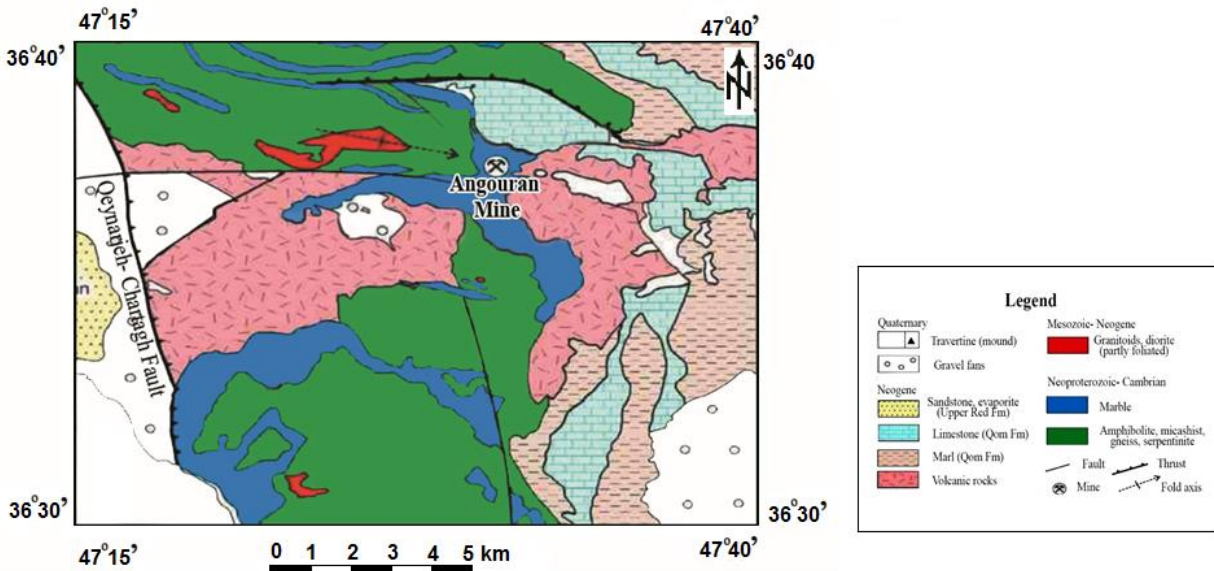 47°15’
47°40’
36°40’
36°40
N
Angouran
Mine
Qeynarjeh- Chartagh Fault
36°30’
36°30’
47°15’
47°40’
0 1 2 3 4 5 km
Legend
Quaternary
Travertine (mound)
Gravel fans
Neogene
Sandstone, evaporite
(Upper Red Fm)
Limestone (Qom Fm)
Marl (Qom Fm)
Volcanic rocks
Mesozoic- Neogene
Granitoids, diorite
(partly foliated)
Neoproterozoic- Cambrian
Marble
Amphibolite, micashist,
gneiss, serpentinite
Fault
Thrust
Mine
Fold axis